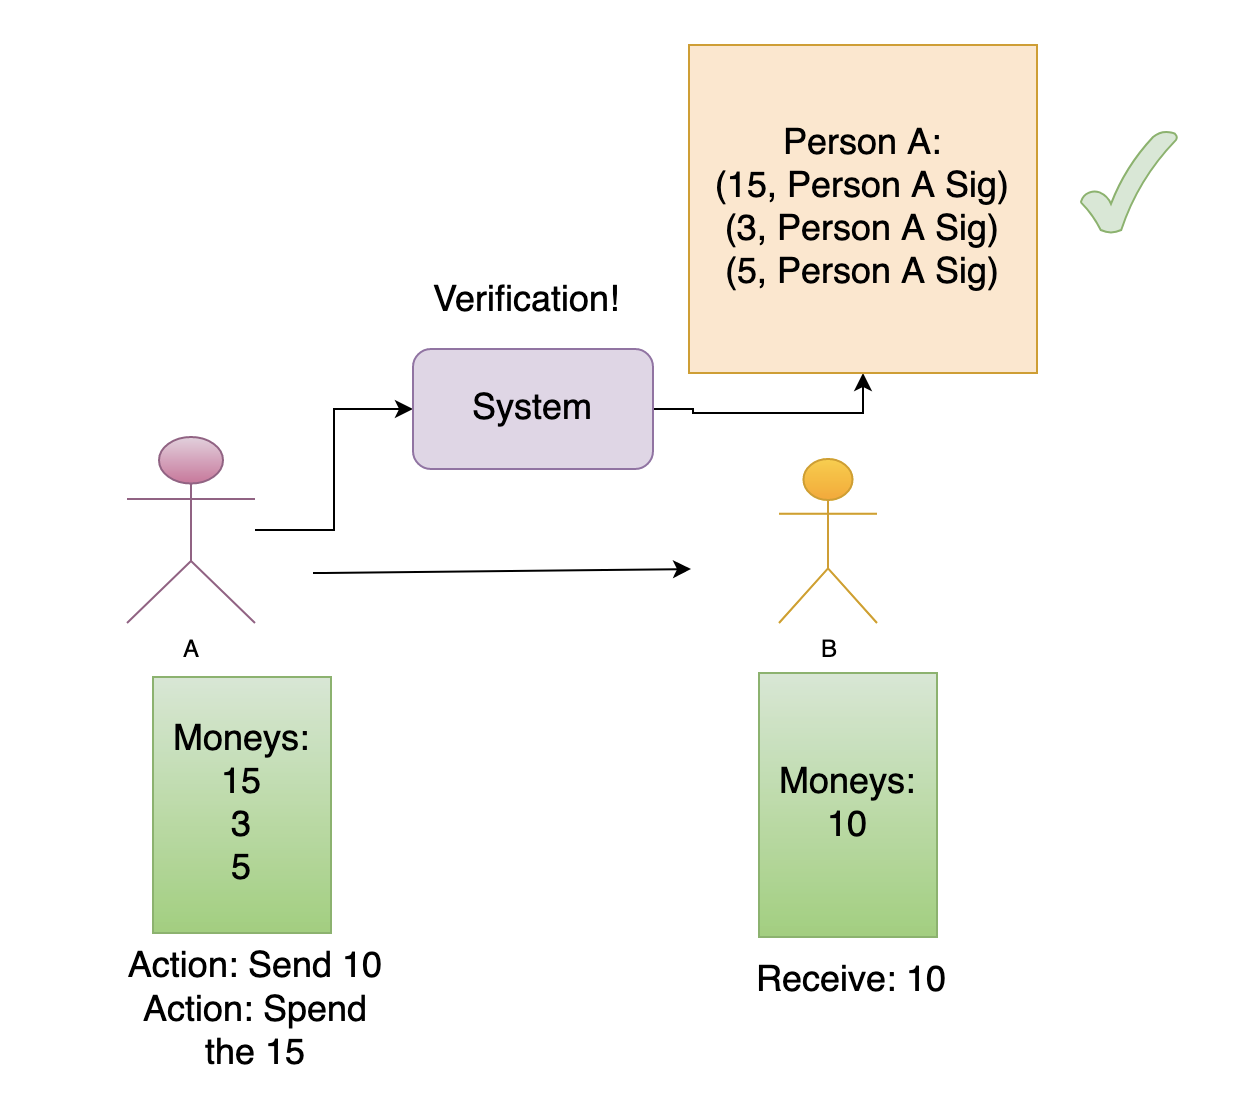 Person A:
(15, Person A Sig)
(3, Person A Sig)
(5, Person A Sig)
Verification!
System
A
B
Moneys:
15
3
5
Moneys:
10
Action: Send 10
Action: Spend
the 15
Receive: 10